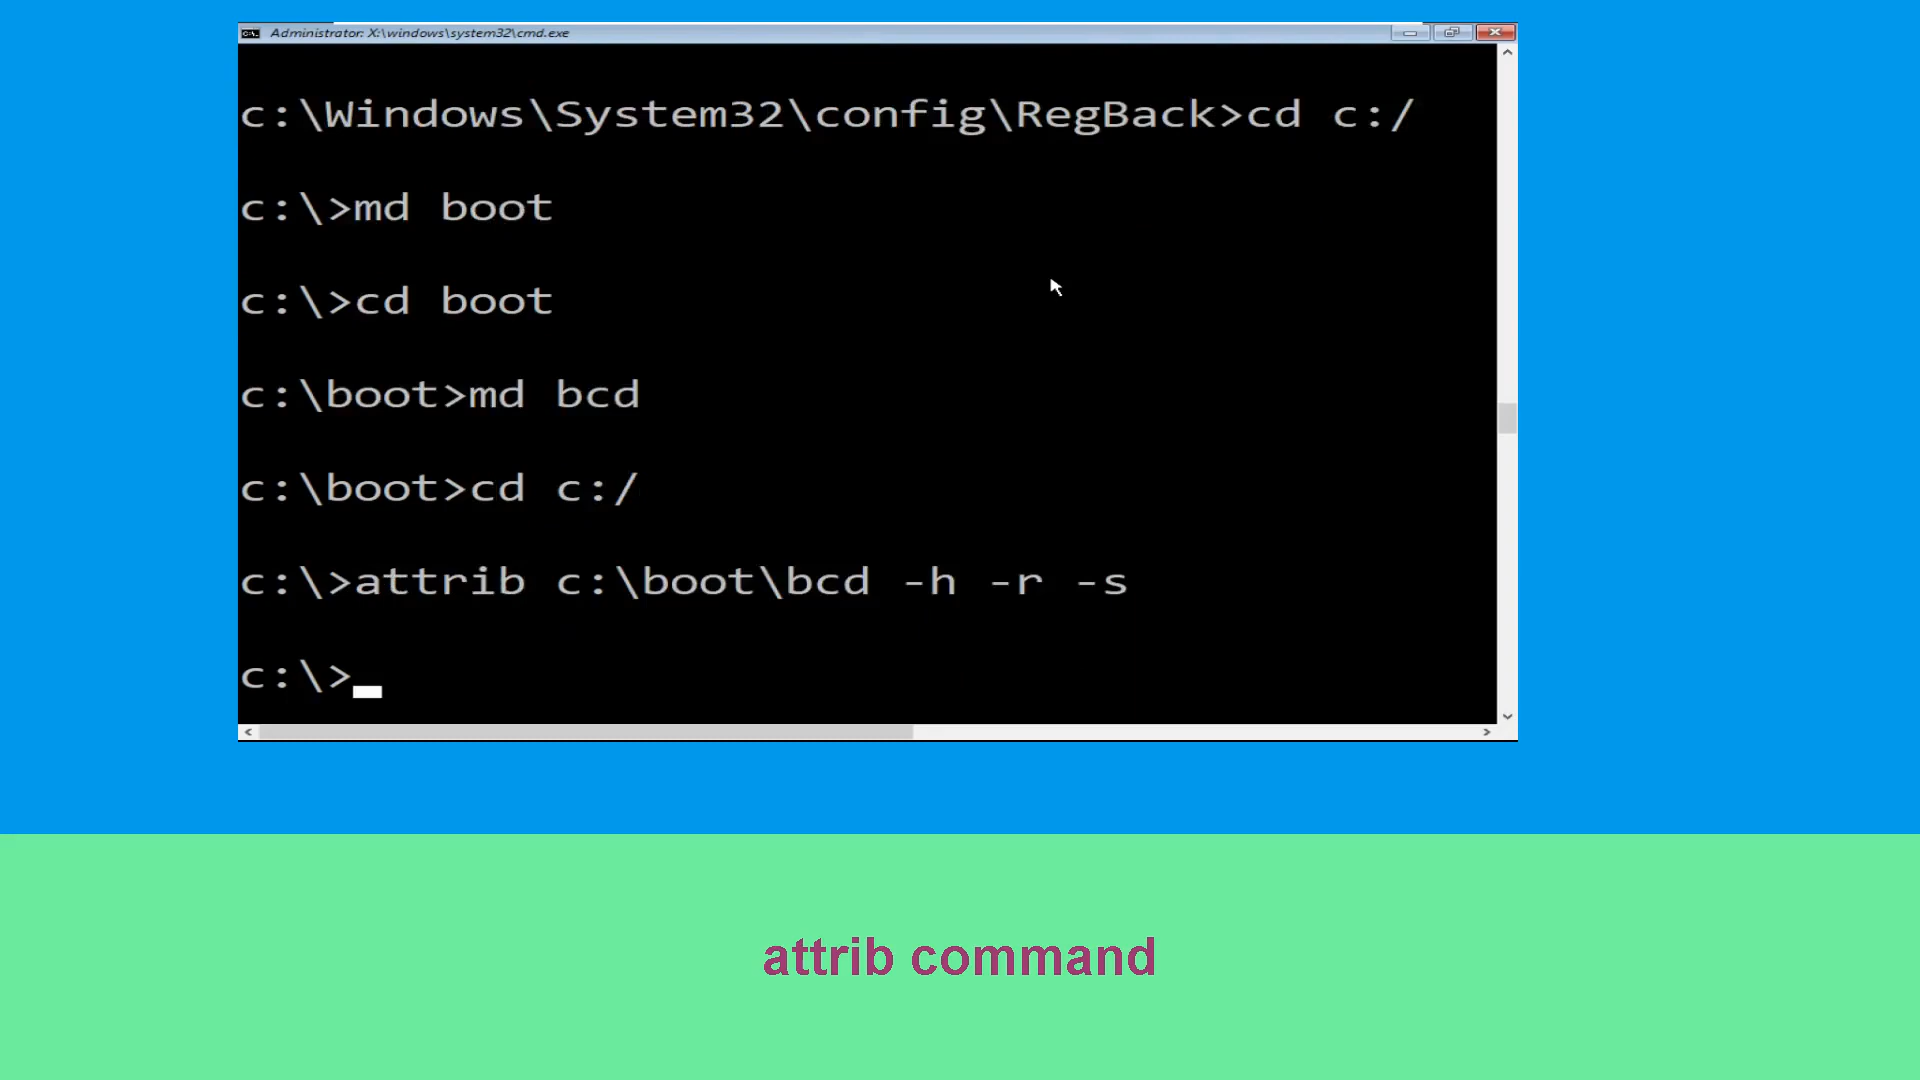 Administrator: X:\windows\system32\cmd.exe
c:\Windows\System32\config\RegBack>cd c:/
c:\>md boot
c:\>cd boot
c:\boot>md bcd
c:\boot>cd c:/
c:\>attrib c:\boot\bcd -h -r -s
c:\>
attrib command